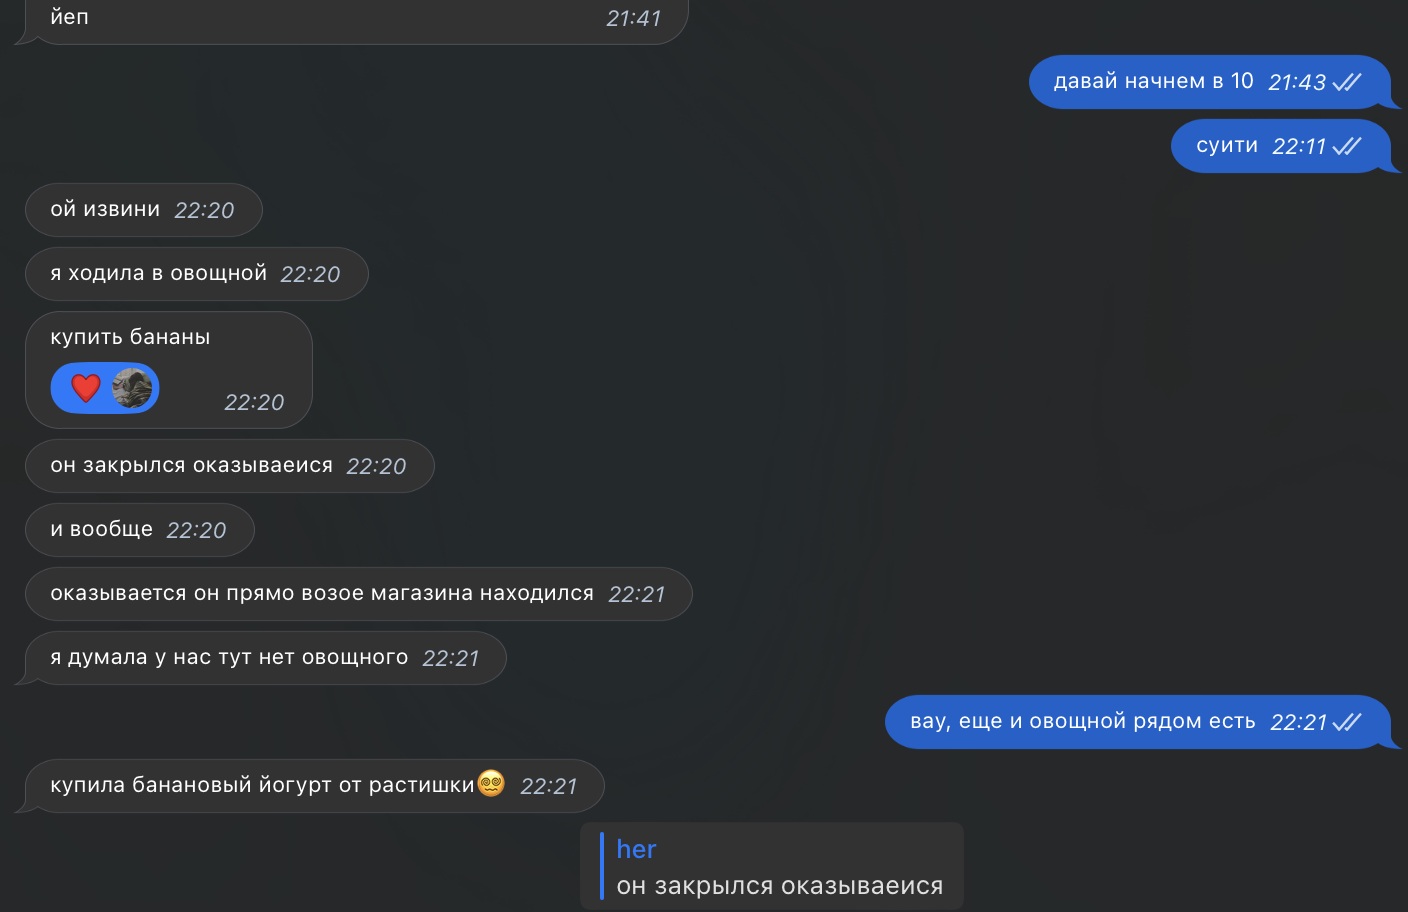 йеп 21:41
давай начнем в 10 21:43
суити 22:11
ой извини 22:20
я ходила в овощной 22:20
купить бананы
22:20
он закрылся оказываеися 22:20
и вообще 22:20
оказывается он прямо возое магазина находился 22:21
я думала у нас тут нет овощного 22:21
вау, еще и овощной рядом есть 22:21
купила банановый йогурт от растишки😵‍💫 22:21
her
он закрылся оказываеися